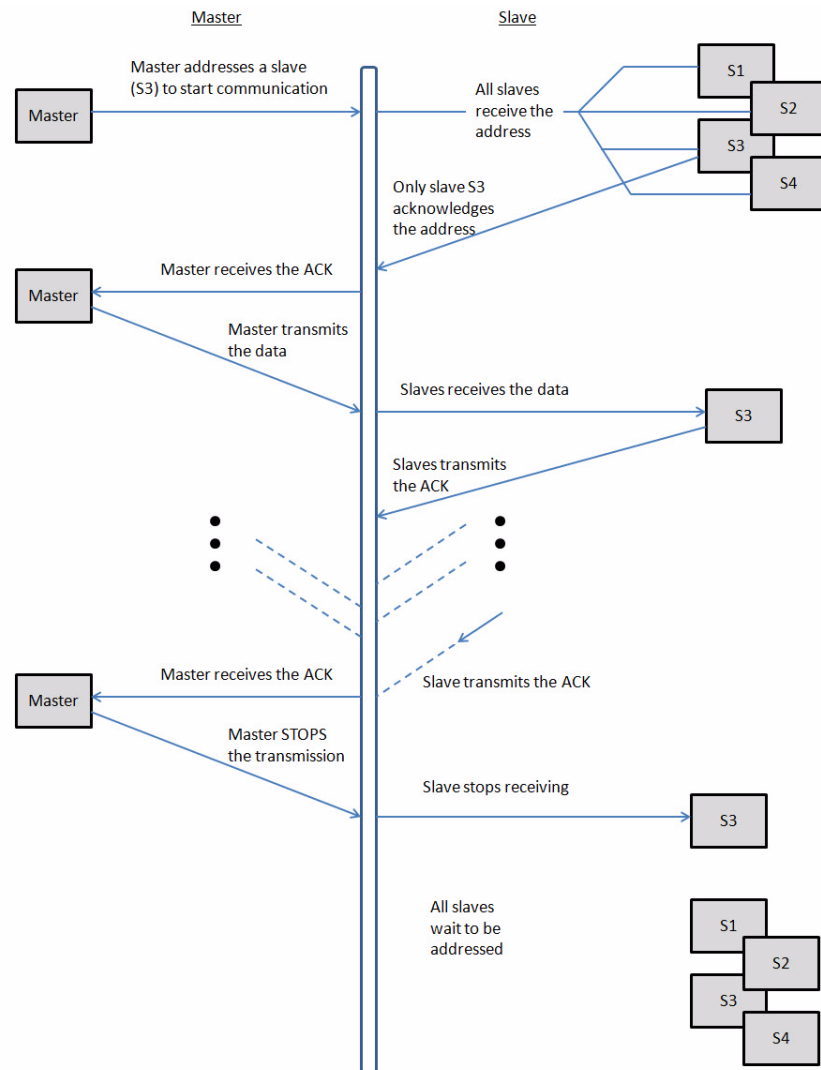 Master
Slave
Master addresses a slave
(S3) to start communication
Master
All slaves
receive the
address
S1
S2
S3
S4
Only slave S3
acknowledges
the address
Master receives the ACK
Master
Master transmits
the data
Slaves receives the data
S3
Slaves transmits
the ACK
Master receives the ACK
Master
Slave transmits the ACK
Master STOPS
the transmission
Slave stops receiving
S3
All slaves
wait to be
addressed
S1
S2
S3
S4